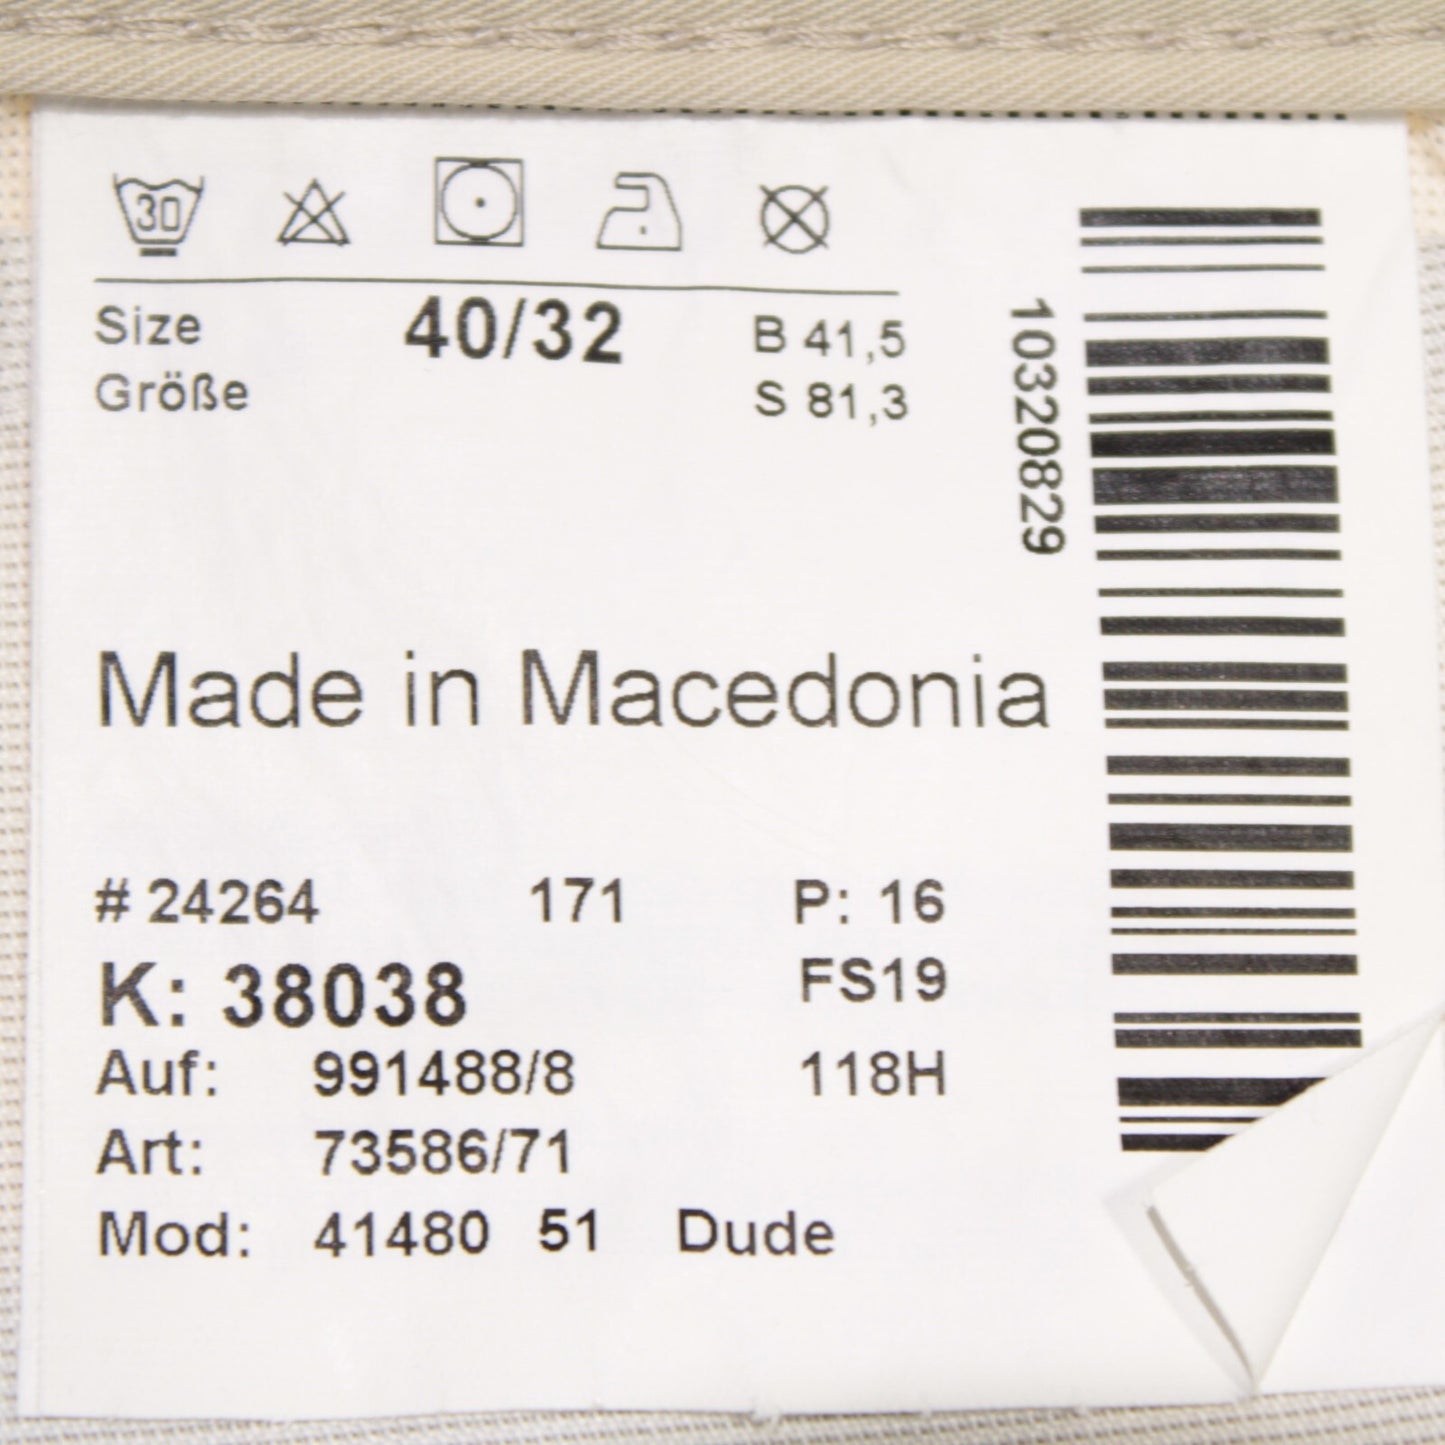 30
Size 40/32 B 41,5
Größe S 81,3
10320829
Made in Macedonia
# 24264 171 P: 16
K: 38038 FS19
Auf: 991488/8 118H
Art: 73586/71
Mod: 41480 51 Dude